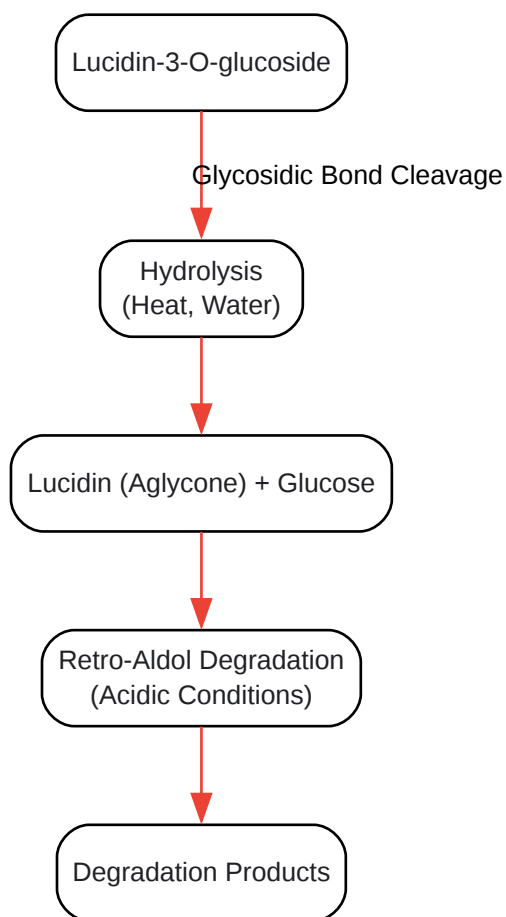 Lucidin-3-O-glucoside
Glycosidic Bond Cleavage
Hydrolysis
(Heat, Water)
Lucidin (Aglycone) + Glucose
Retro-Aldol Degradation
(Acidic Conditions)
Degradation Products